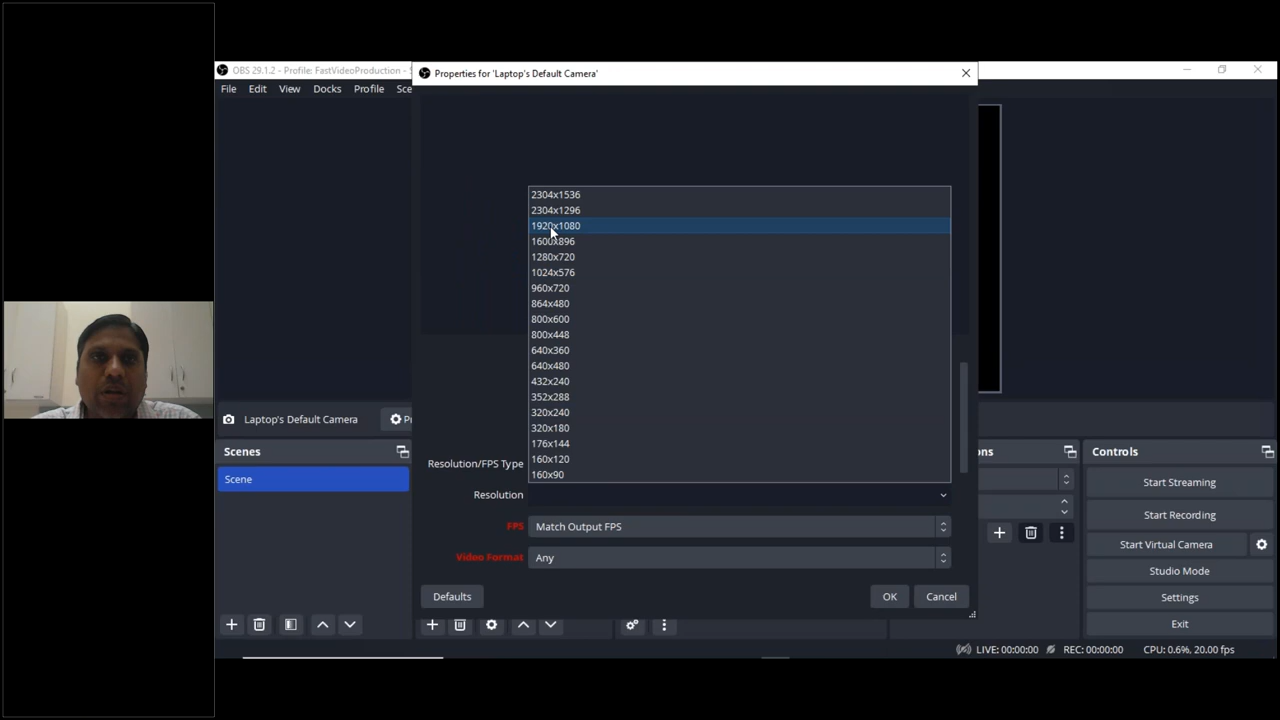 OBS 29.1.2 - Profile: FastVideoProduction - S
Properties for 'Laptop's Default Camera'
File Edit View Docks Profile Sce
2304x1536
2304x1296
1920x1080
1600x896
1280x720
1024x576
960x720
864x480
800x600
800x448
640x360
640x480
432x240
352x288
320x240
320x180
176x144
160x120
160x90
Laptop's Default Camera
Pr
Scenes
ons
Controls
Resolution/FPS Type
Scene
Start Streaming
Resolution
Start Recording
FPS
Match Output FPS
Start Virtual Camera
Video Format
Any
Studio Mode
Defaults
OK
Cancel
Settings
Exit
LIVE: 00:00:00
REC: 00:00:00
CPU: 0.6%, 20.00 fps